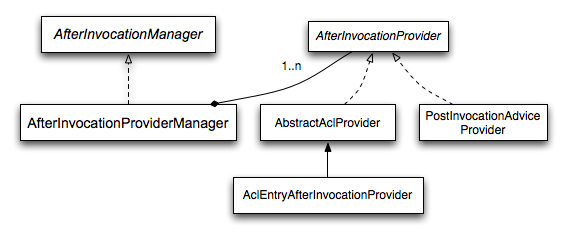 AfterInvocationManager
AfterInvocationProvider
1..n
AfterInvocationProviderManager
AbstractAclProvider
PostInvocationAdvice
Provider
AclEntryAfterInvocationProvider